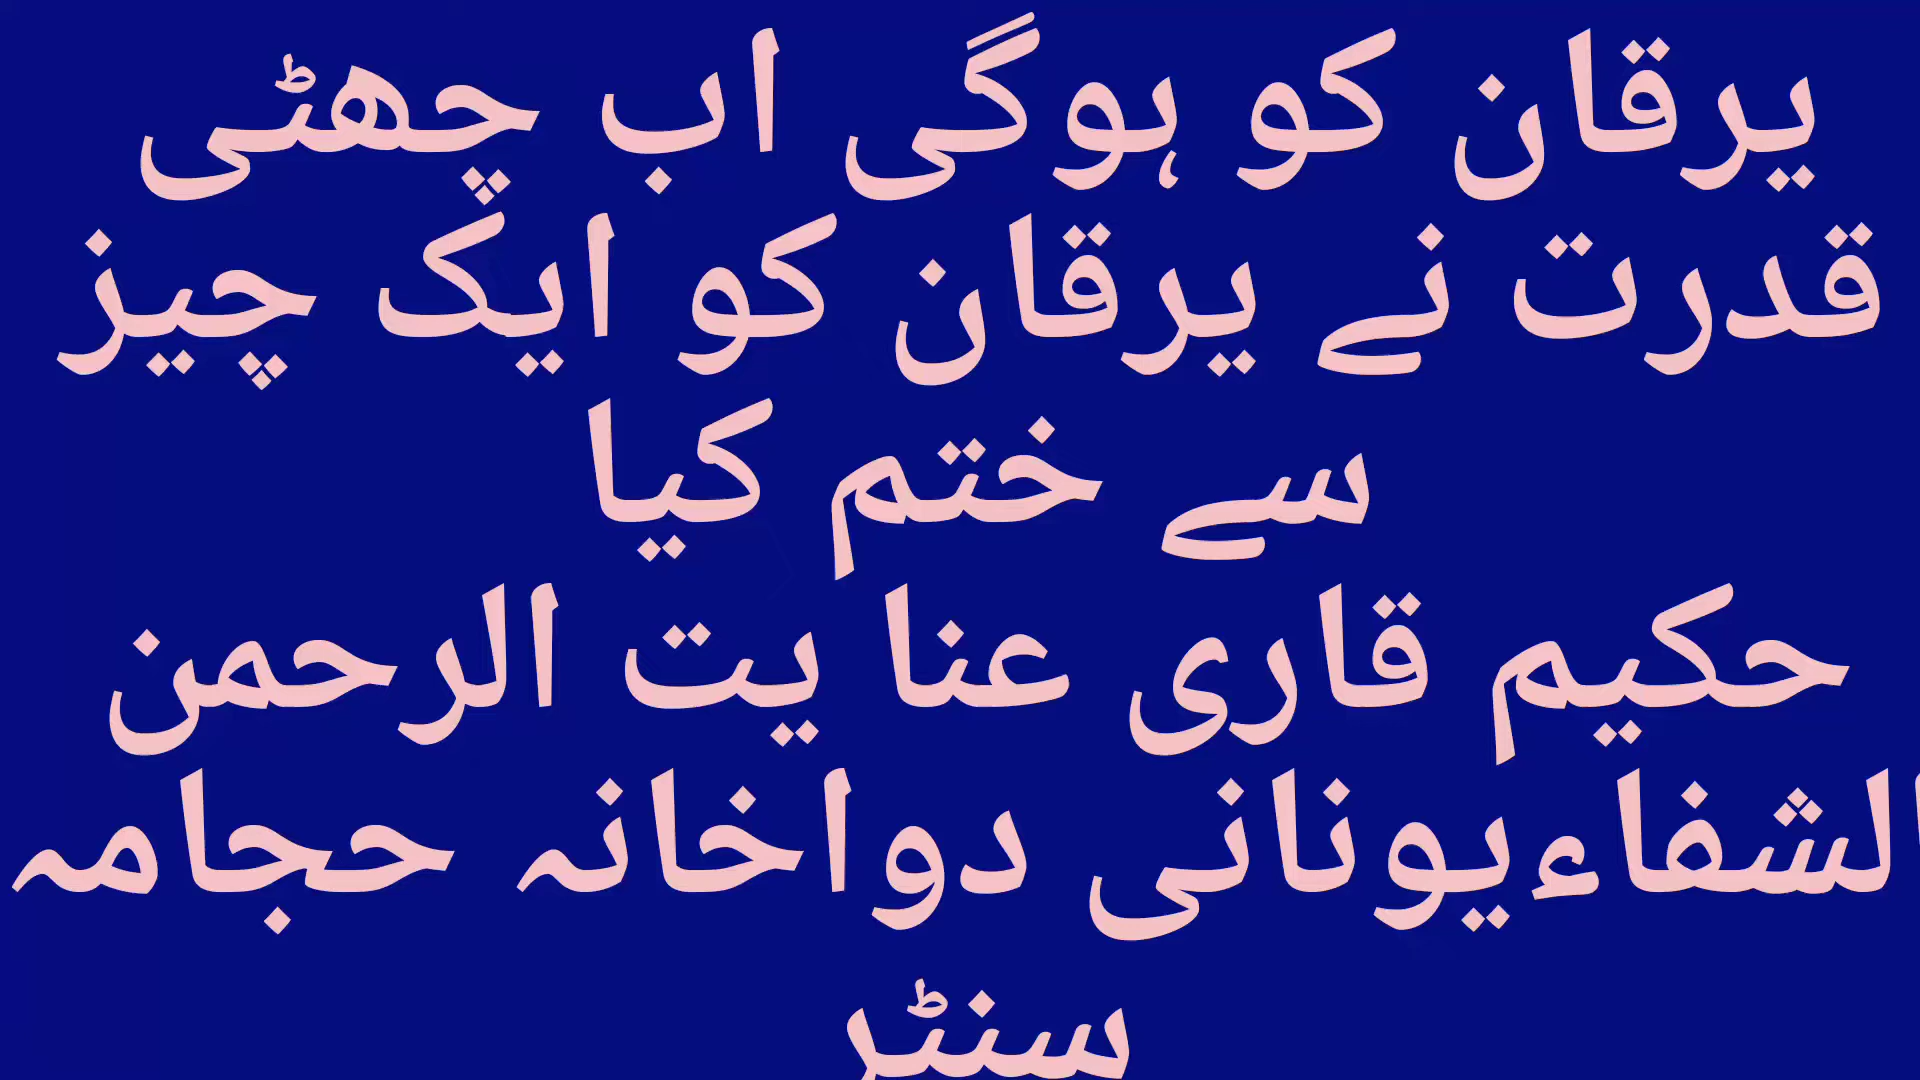 یرقان کو ہوگی اب چھٹی
قدرت نے یرقان کو ایک چیز
سے ختم کیا
حکیم قاری عنا یت الرحمن
الشفاءیونانی دواخانہ حجامہ
سنٹر